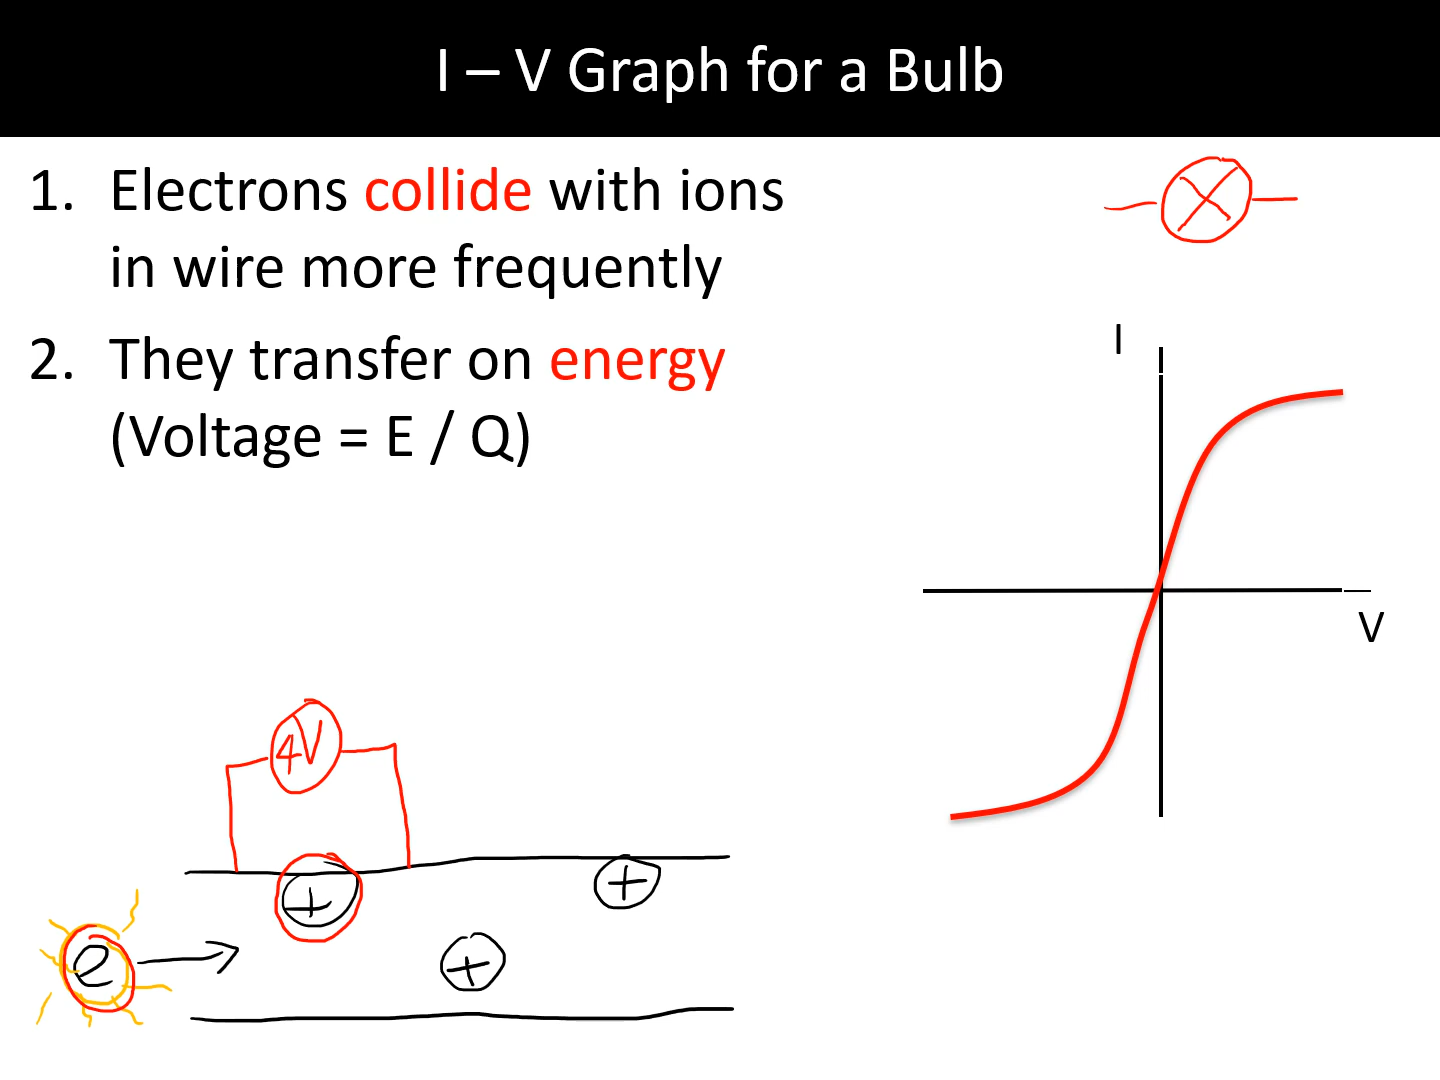 I – V Graph for a Bulb
1. Electrons collide with ions
in wire more frequently
2. They transfer on energy
(Voltage = E / Q)
I
V
4V
+
+
e
+